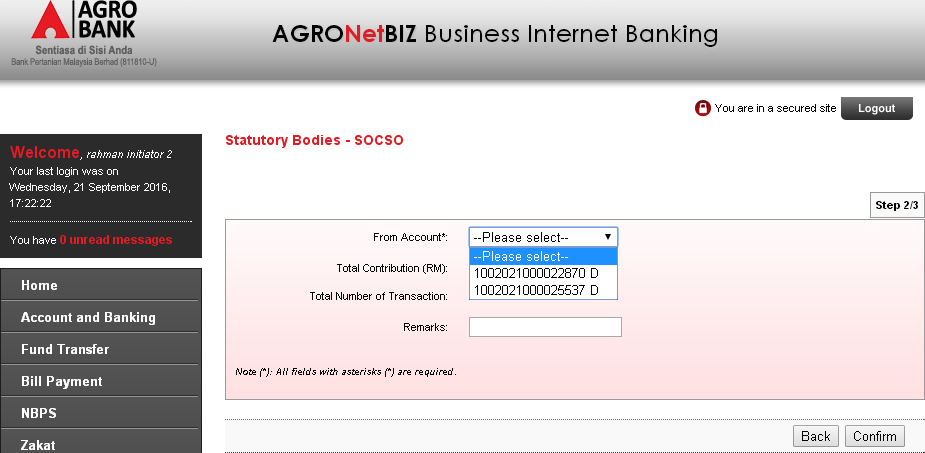 AGRO
BANK
Sentiasa di Sisi Anda
Bank Pertanian Malaysia Berhad (811810-U)
AGRONetBIZ Business Internet Banking
You are in a secured site
Logout
Welcome, rahman initiator 2
Your last login was on
Wednesday, 21 September 2016,
17:22:22
You have 0 unread messages
Home
Account and Banking
Fund Transfer
Bill Payment
NBPS
Zakat
Statutory Bodies - SOCSO
Step 2/3
From Account*: --Please select--
--Please select--
1002021000022870 D
1002021000025537 D
Total Contribution (RM):
Total Number of Transaction:
Remarks:
Note (*): All fields with asterisks (*) are required.
Back Confirm